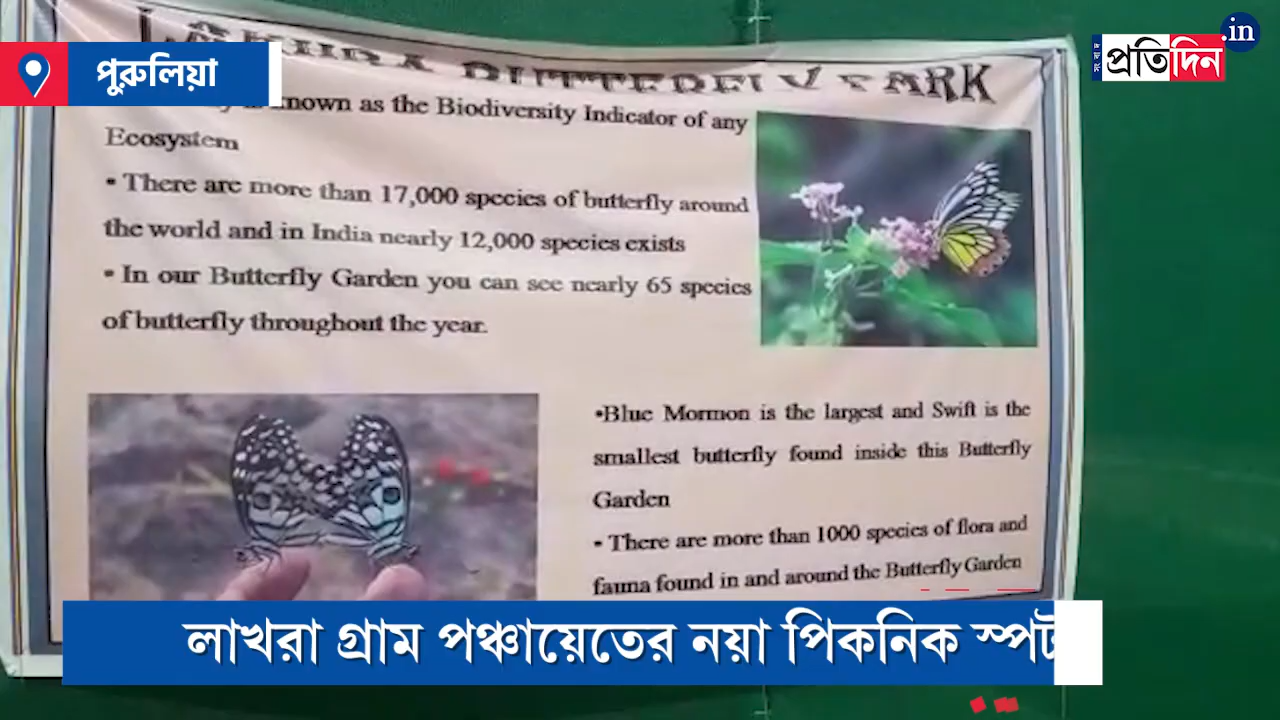 LAKHRA BUTTERFLY PARK
পুরুলিয়া
সংবাদ প্রতিদিন .in
known as the Biodiversity Indicator of any
Ecosystem
• There are more than 17,000 species of butterfly around
the world and in India nearly 12,000 species exists
• In our Butterfly Garden you can see nearly 65 species
of butterfly throughout the year.
•Blue Mormon is the largest and Swift is the
smallest butterfly found inside this Butterfly
Garden
• There are more than 1000 species of flora and
fauna found in and around the Butterfly Garden
লাখরা গ্রাম পঞ্চায়েতের নয়া পিকনিক স্পট